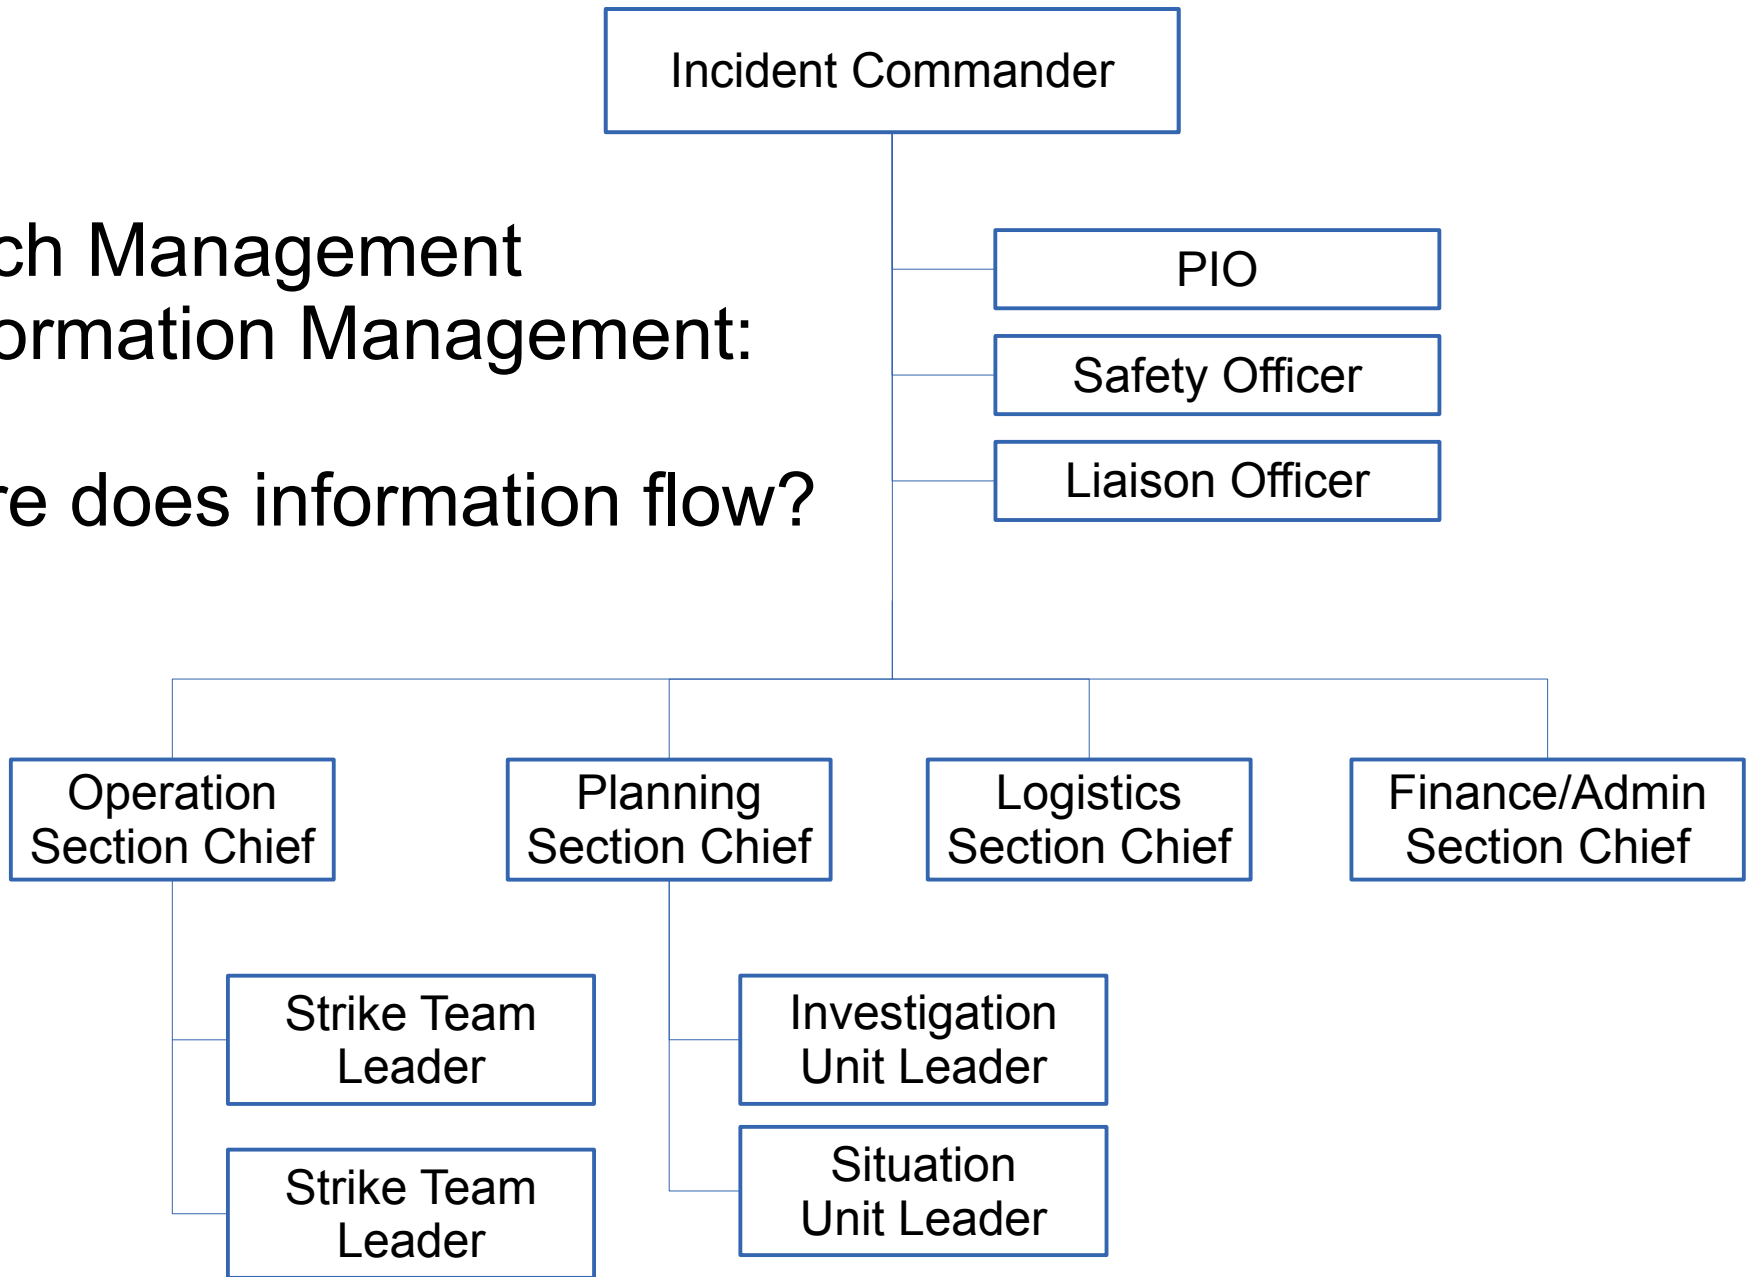 Incident Commander
ch Management
ormation Management:
re does information flow?
PIO
Safety Officer
Liaison Officer
Operation
Section Chief
Planning
Section Chief
Logistics
Section Chief
Finance/Admin
Section Chief
Strike Team
Leader
Strike Team
Leader
Investigation
Unit Leader
Situation
Unit Leader